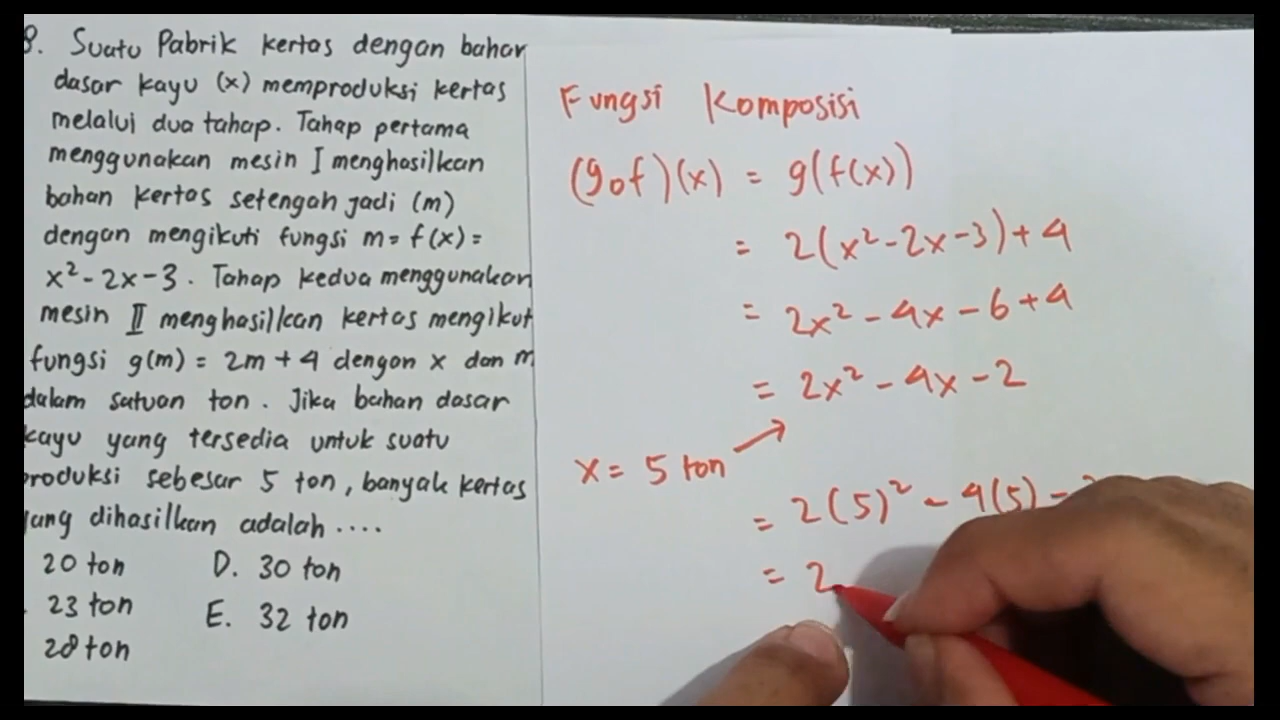 8. Suatu Pabrik kertas dengan bahan
dasar kayu (x) memproduksi kertas
melalui dua tahap. Tahap pertama
menggunakan mesin I menghasilkan
bahan kertas setengah jadi (m)
dengan mengikuti fungsi m = f(x) =
x² - 2x - 3. Tahap kedua menggunakan
mesin II menghasilkan kertas mengikut
fungsi g(m) = 2m + 4 dengan x dan m
dalam satuan ton. Jika bahan dasar
kayu yang tersedia untuk suatu
produksi sebesar 5 ton, banyak kertas
yang dihasilkan adalah ....
20 ton D. 30 ton
23 ton E. 32 ton
28 ton
Fungsi Komposisi
(gof)(x) = g(f(x))
= 2(x² - 2x - 3) + 4
= 2x² - 4x - 6 + 4
= 2x² - 4x - 2
x = 5 ton
= 2(5)² - 4(5) -
= 2